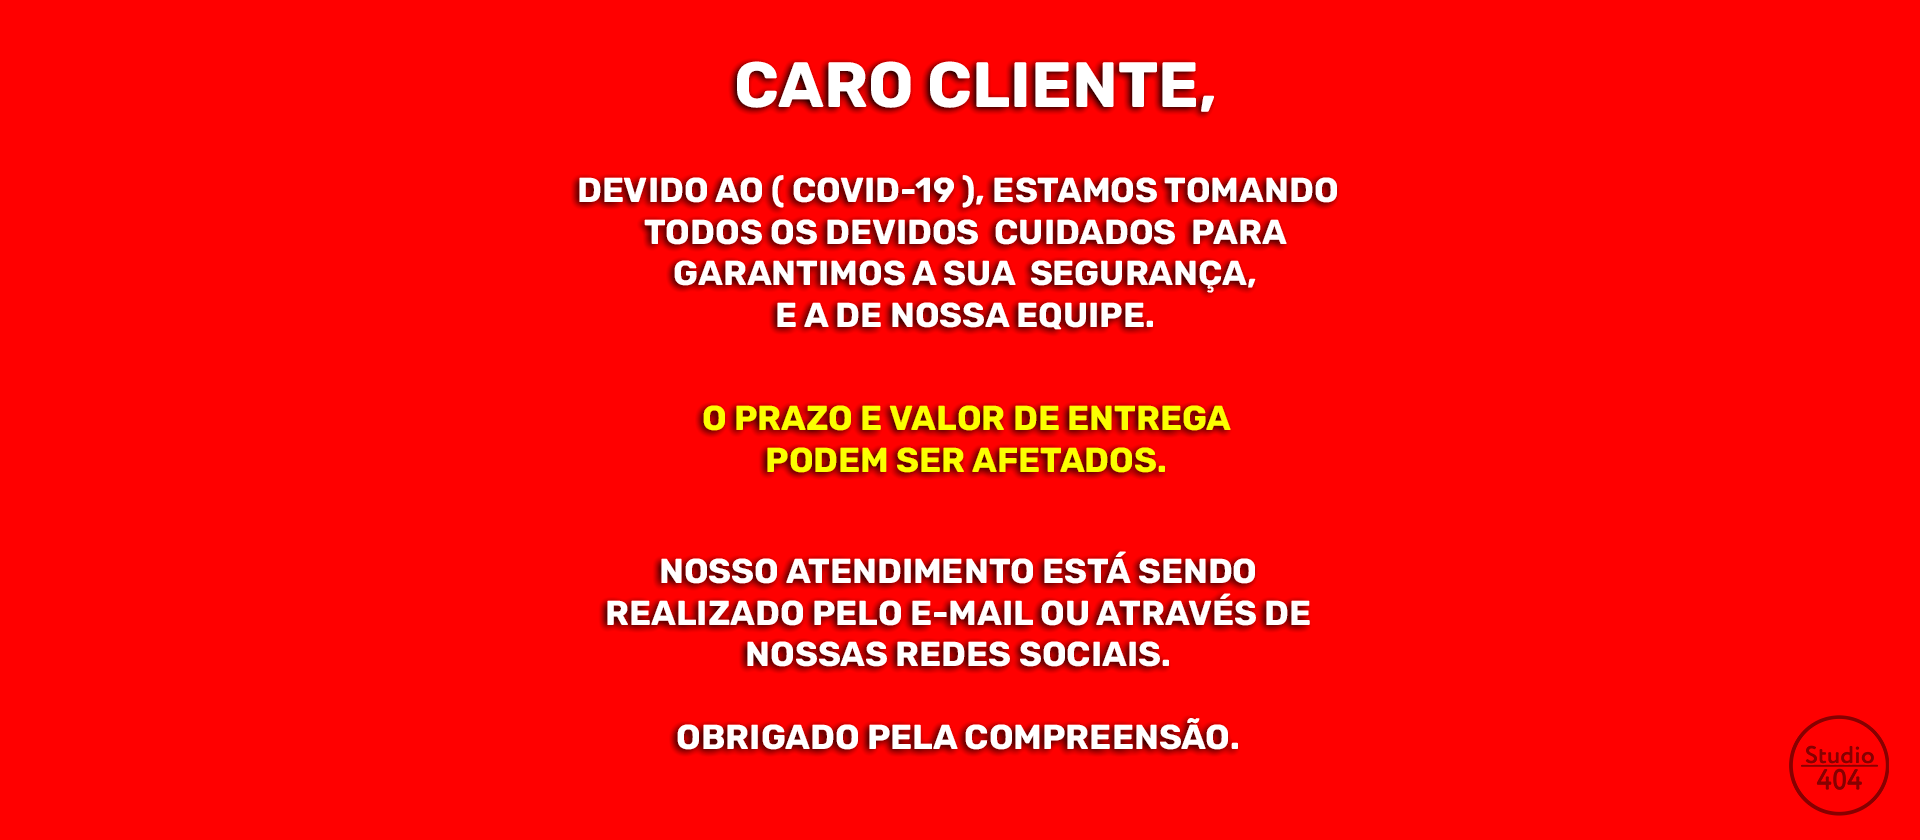 CARO CLIENTE,
DEVIDO AO ( COVID-19 ), ESTAMOS TOMANDO
TODOS OS DEVIDOS CUIDADOS PARA
GARANTIMOS A SUA SEGURANÇA,
E A DE NOSSA EQUIPE.
O PRAZO E VALOR DE ENTREGA
PODEM SER AFETADOS.
NOSSO ATENDIMENTO ESTÁ SENDO
REALIZADO PELO E-MAIL OU ATRAVÉS DE
NOSSAS REDES SOCIAIS.
OBRIGADO PELA COMPREENSÃO.
Studio
404